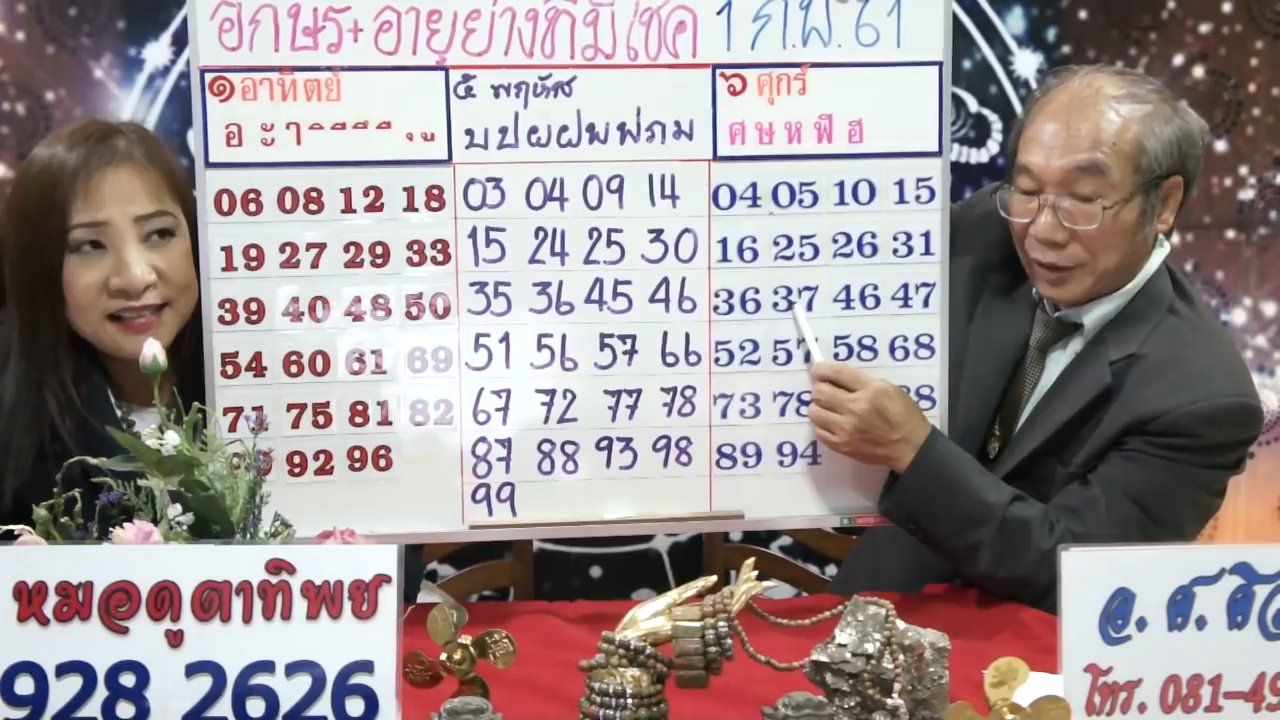 อักษร+อายุย่างที่มีโชค 1 ก.พ. 61
๑ อาทิตย์
อ ะ า ิ ี ึ ื ุ ู
06 08 12 18
19 27 29 33
39 40 48 50
54 60 61 69
71 75 81 82
92 96
๕ พฤหัส
บ ป ผ ฝ พ ฟ ภ ม
03 04 09 14
15 24 25 30
35 36 45 46
51 56 57 66
67 72 77 78
87 88 93 98
99
๖ ศุกร์
ศ ษ ห ฬ ฮ
04 05 10 15
16 25 26 31
36 37 46 47
52 57 58 68
73 78
89 94
หมอดูศาทิพย์
928 2626
อ. ส.
โทร. 081-49